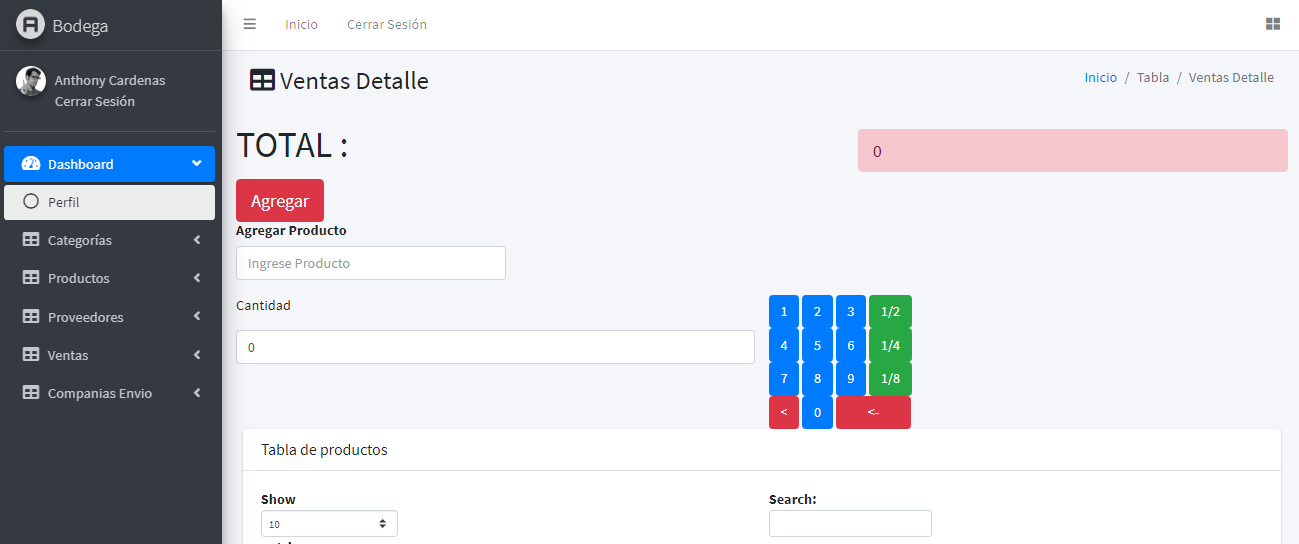 Bodega
Inicio Cerrar Sesión
Anthony Cardenas
Cerrar Sesión
Dashboard
Perfil
Categorías
Productos
Proveedores
Ventas
Companias Envio
Ventas Detalle
Inicio / Tabla / Ventas Detalle
TOTAL :
0
Agregar
Agregar Producto
Ingrese Producto
Cantidad
0
1 2 3 1/2
4 5 6 1/4
7 8 9 1/8
< 0 <-
Tabla de productos
Show
10
Search: